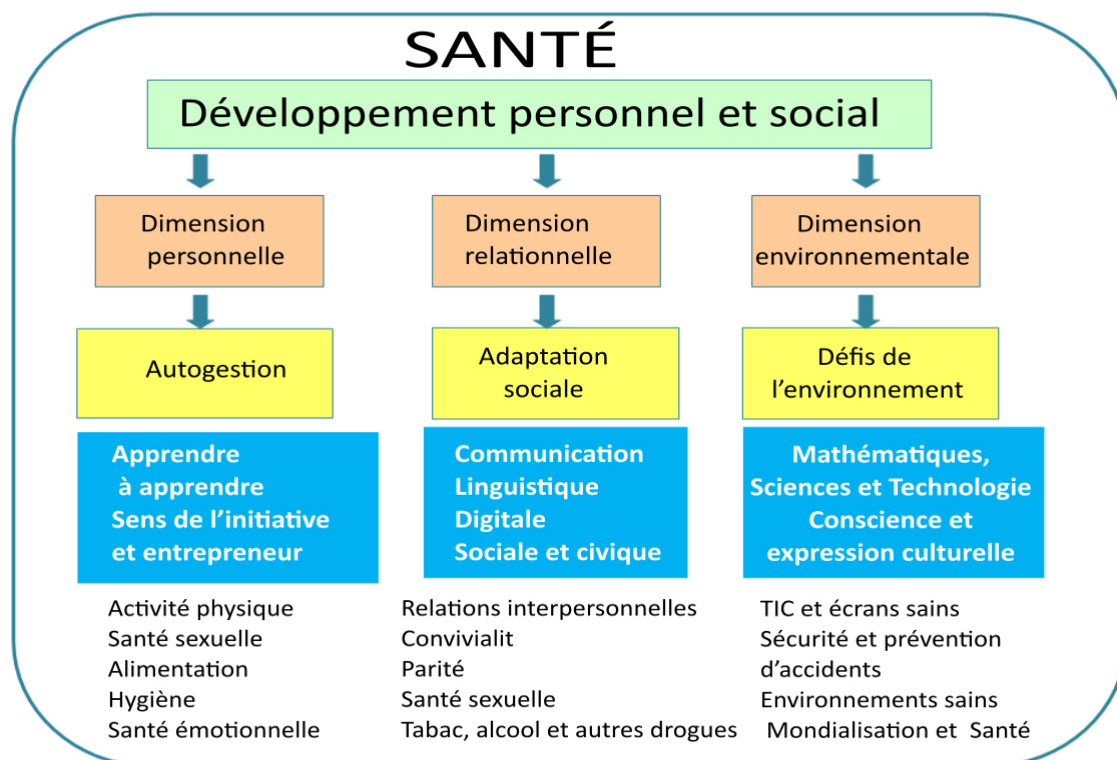 SANTÉ
Développement personnel et social
Dimension
personnelle
Dimension
relationnelle
Dimension
environnementale
Autogestion
Adaptation
sociale
Défis de
l’environnement
Apprendre
à apprendre
Sens de l’initiative
et entrepreneur
Communication
Linguistique
Digitale
Sociale et civique
Mathématiques,
Sciences et Technologie
Conscience et
expression culturelle
Activité physique
Santé sexuelle
Alimentation
Hygiène
Santé émotionnelle
Relations interpersonnelles
Convivialit
Parité
Santé sexuelle
Tabac, alcool et autres drogues
TIC et écrans sains
Sécurité et prévention
d’accidents
Environnements sains
Mondialisation et Santé